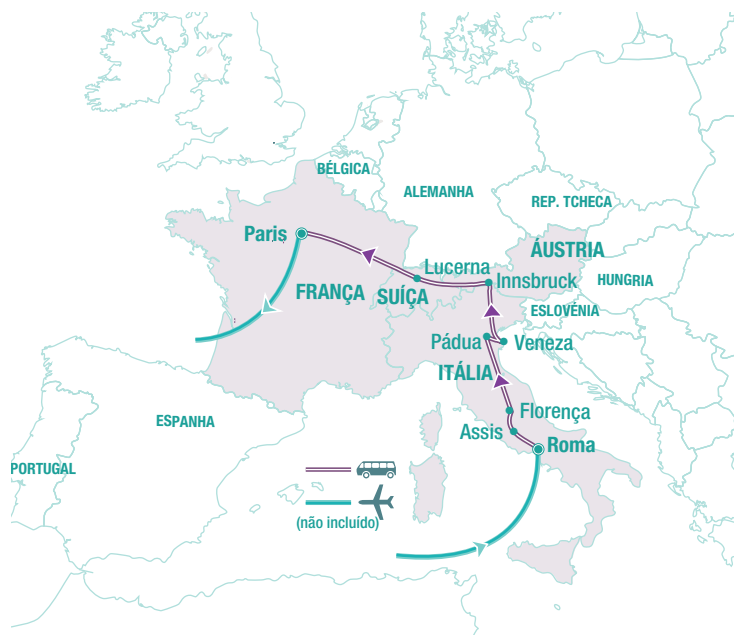 BÉLGICA
ALEMANHA
REP. TCHECA
Paris
ÁUSTRIA
Lucerna
Innsbruck
HUNGRIA
FRANÇA
SUÍÇA
ESLOVÉNIA
Pádua
Veneza
ITÁLIA
Florença
ESPANHA
Assis
Roma
PORTUGAL
(não incluído)